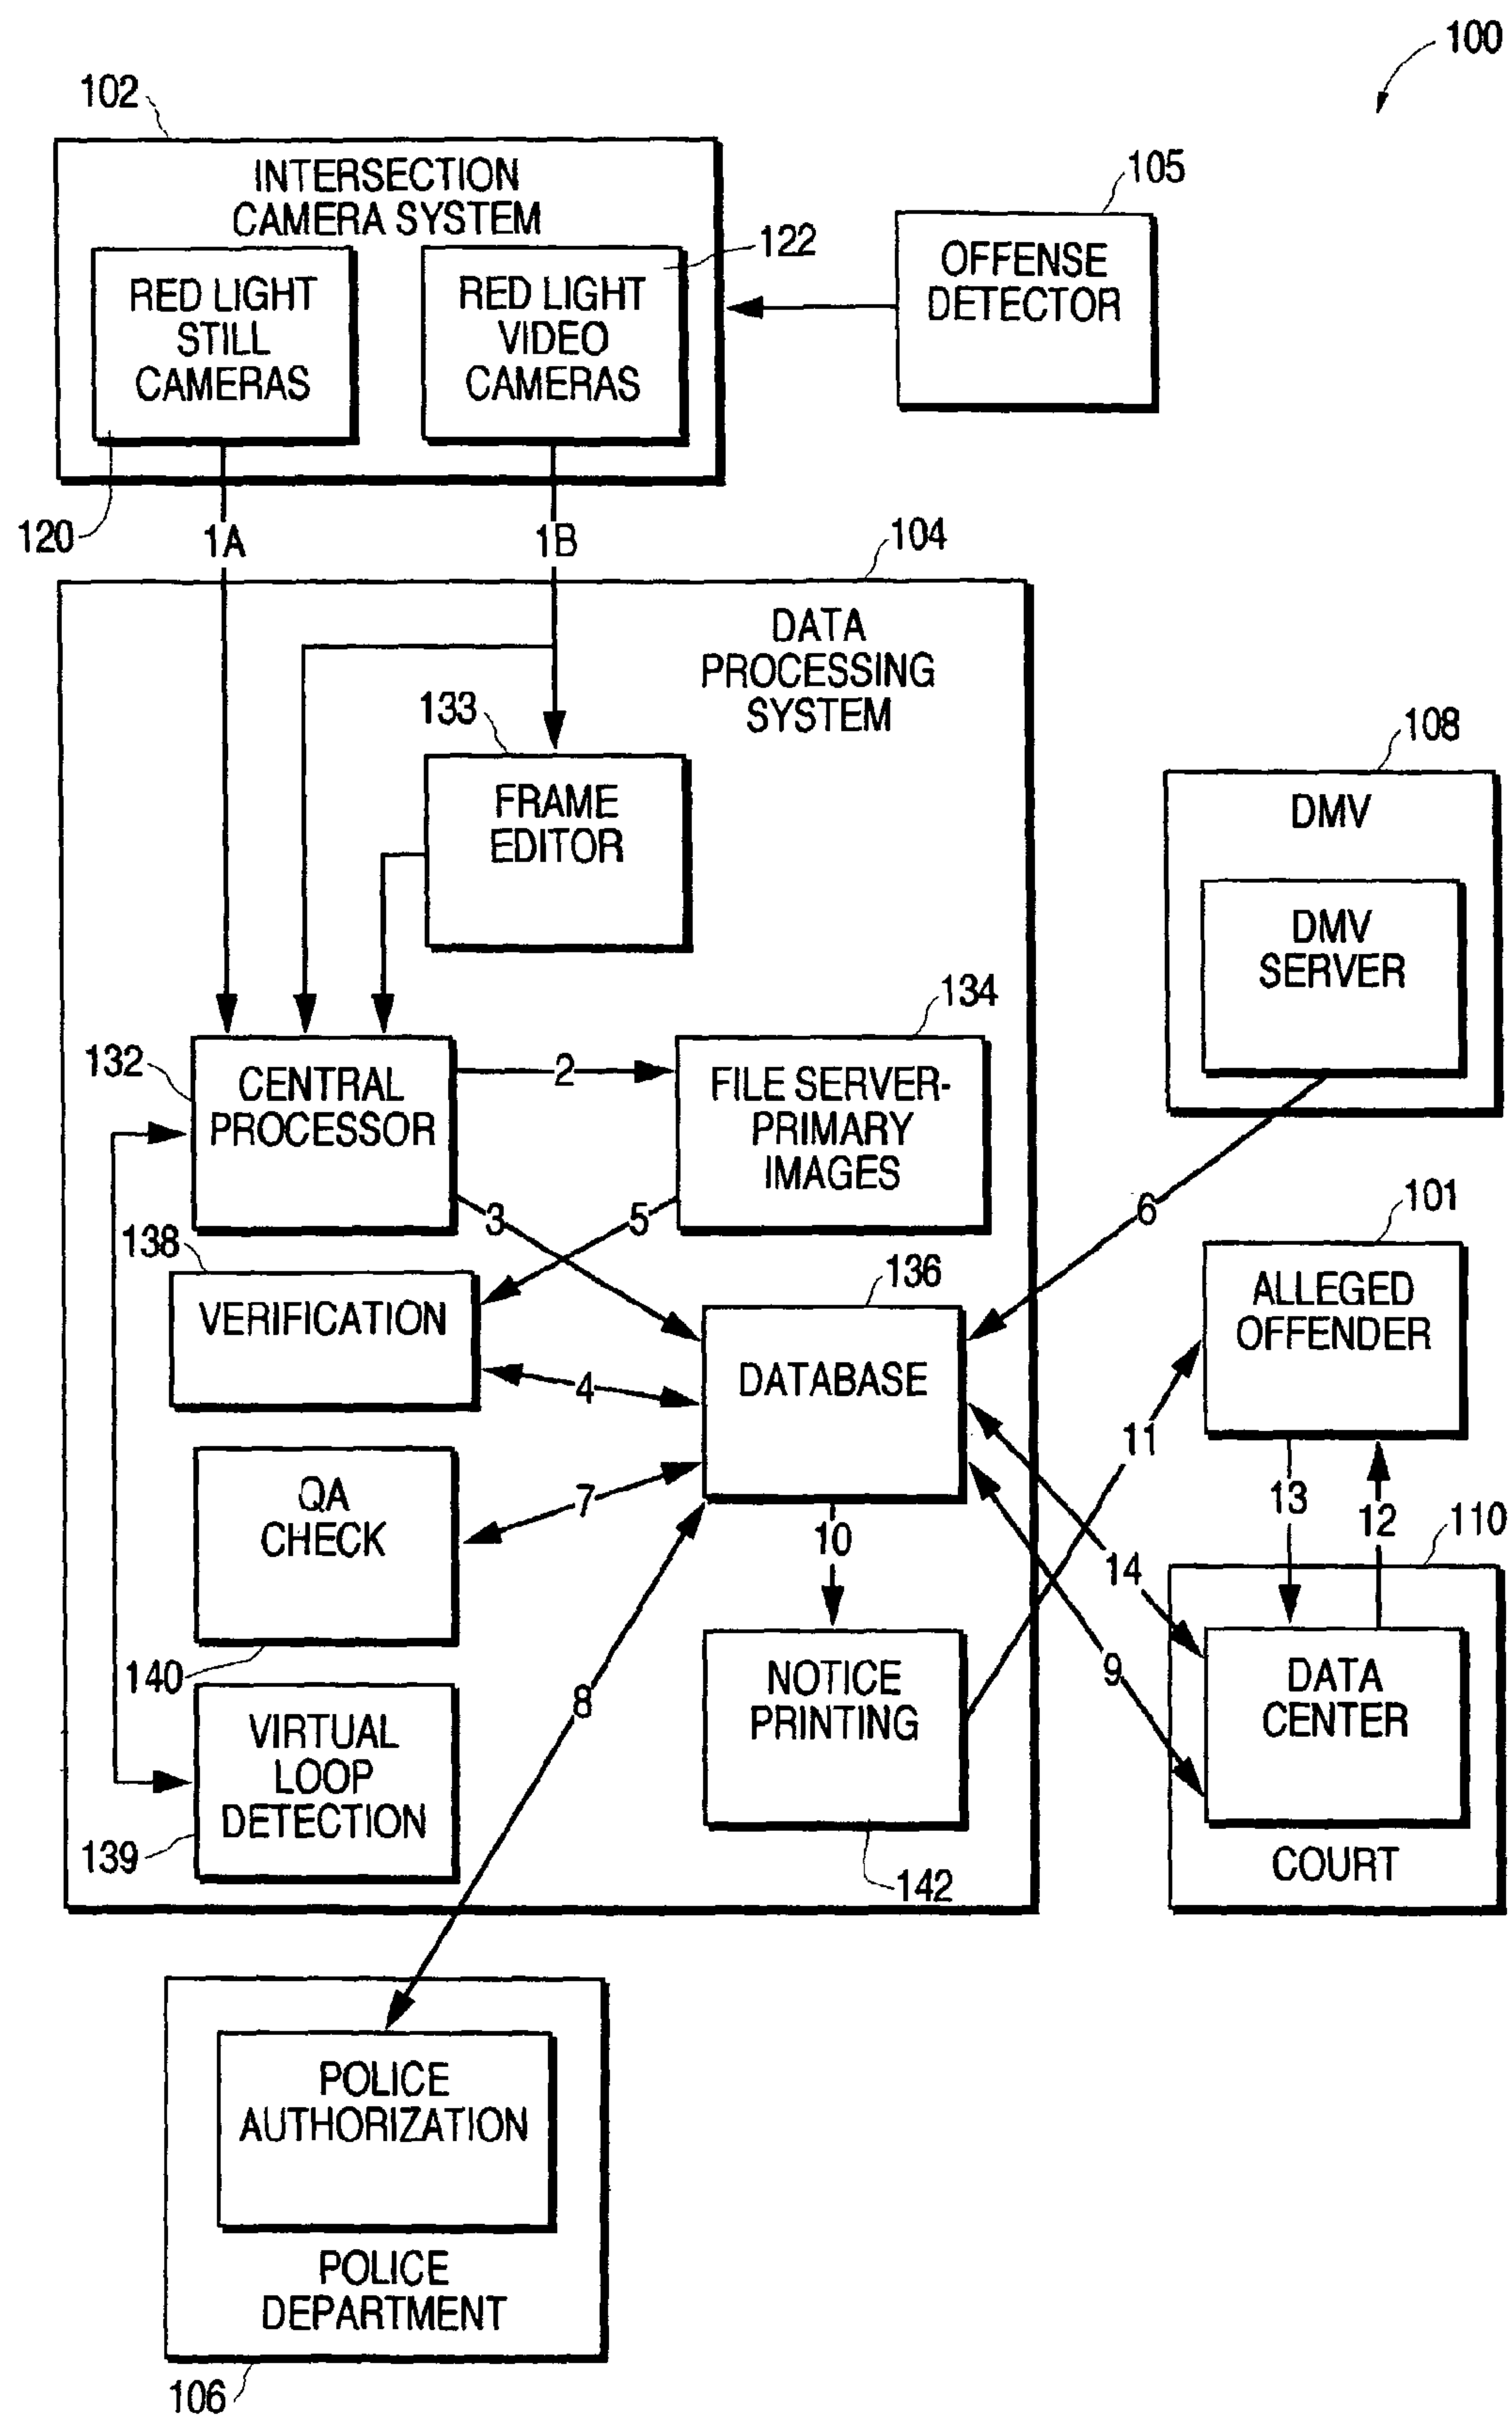 100
102
INTERSECTION
CAMERA SYSTEM
105
OFFENSE
DETECTOR
122
RED LIGHT
STILL
CAMERAS
RED LIGHT
VIDEO
CAMERAS
120
1A
1B
104
DATA
PROCESSING
SYSTEM
133
FRAME
EDITOR
108
DMV
DMV
SERVER
134
132
CENTRAL
PROCESSOR
2
FILE SERVER-
PRIMARY
IMAGES
3
5
6
101
138
VERIFICATION
136
ALLEGED
OFFENDER
4
DATABASE
11
QA
CHECK
7
10
13
12
110
14
140
8
9
NOTICE
PRINTING
DATA
CENTER
VIRTUAL
LOOP
DETECTION
139
142
COURT
POLICE
AUTHORIZATION
POLICE
DEPARTMENT
106